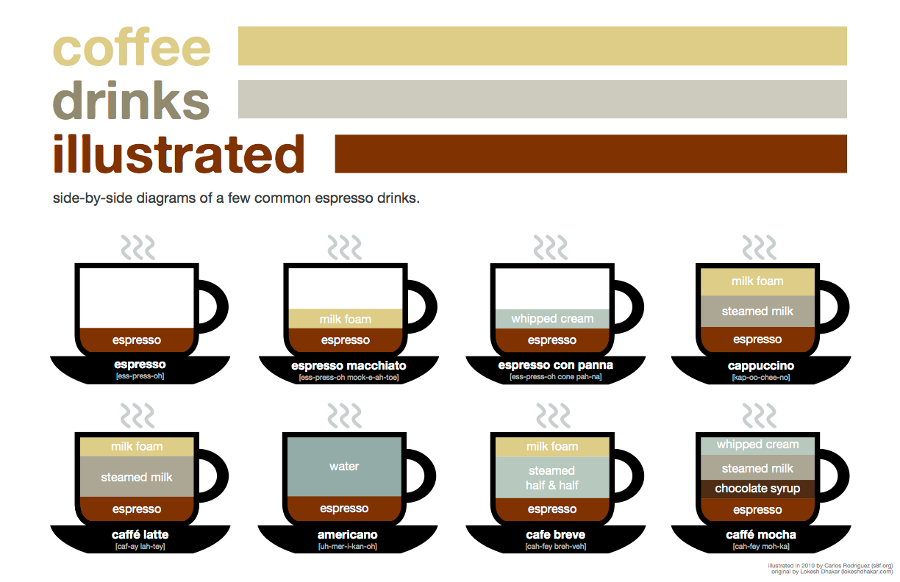 coffee
drinks
illustrated
side-by-side diagrams of a few common espresso drinks.
espresso
espresso
[ess-press-oh]
milk foam
espresso
espresso macchiato
[ess-press-oh mock-e-ah-toe]
whipped cream
espresso
espresso con panna
[ess-press-oh cone pah-na]
milk foam
steamed milk
espresso
cappuccino
[kap-oo-chee-no]
milk foam
steamed milk
espresso
caffé latte
[caf-ay lah-tey]
water
espresso
americano
[uh-mer-i-kan-oh]
milk foam
steamed
half & half
espresso
cafe breve
[cah-fey breh-veh]
whipped cream
steamed milk
chocolate syrup
espresso
caffé mocha
[cah-fey moh-ka]
illustrated in 2010 by Carlos Rodriguez (s8f.org)
original by Lokesh Dhakar (lokeshdhakar.com)